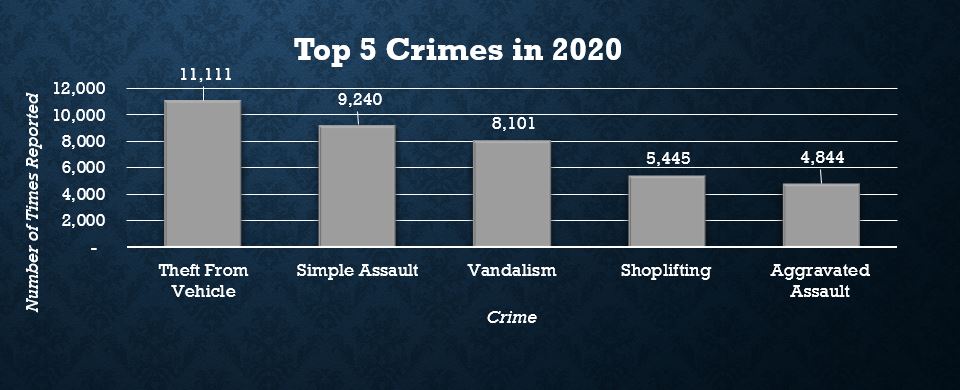 Top 5 Crimes in 2020
Number of Times Reported
12,000
10,000
8,000
6,000
4,000
2,000
-
11,111
9,240
8,101
5,445
4,844
Theft From
Vehicle
Simple Assault
Vandalism
Shoplifting
Aggravated
Assault
Crime